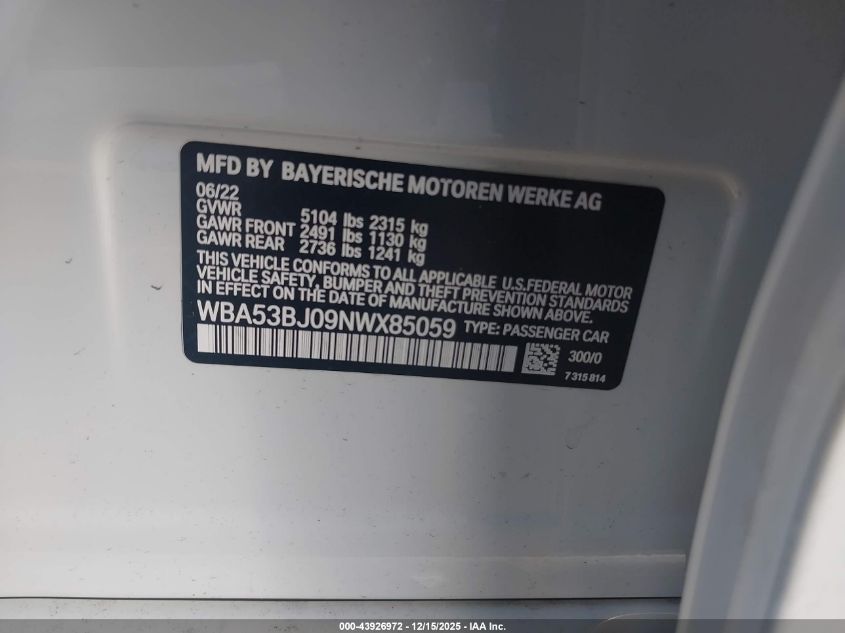 MFD BY BAYERISCHE MOTOREN WERKE AG
06/22
GVWR 5104 lbs 2315 kg
GAWR FRONT 2491 lbs 1130 kg
GAWR REAR 2736 lbs 1241 kg
THIS VEHICLE CONFORMS TO ALL APPLICABLE U.S.FEDERAL MOTOR
VEHICLE SAFETY, BUMPER AND THEFT PREVENTION STANDARDS
IN EFFECT ON THE DATE OF MANUFACTURE SHOWN ABOVE.
WBA53BJ09NWX85059 TYPE: PASSENGER CAR
300/0
7315814
000-43926972 - 12/15/2025 - IAA Inc.